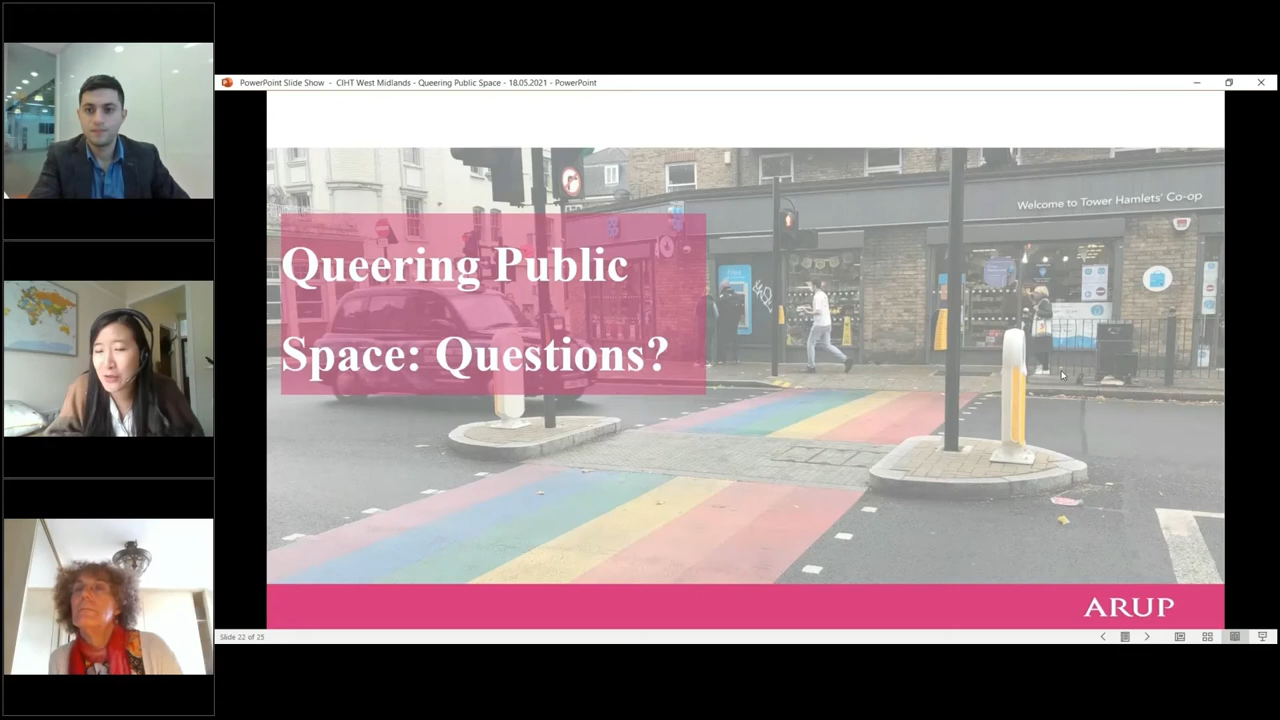 PowerPoint Slide Show - CIHT West Midlands - Queering Public Space - 18.05.2021 - PowerPoint
Welcome to Tower Hamlets' Co-op
Queering Public
Space: Questions?
ARUP
Slide 22 of 25